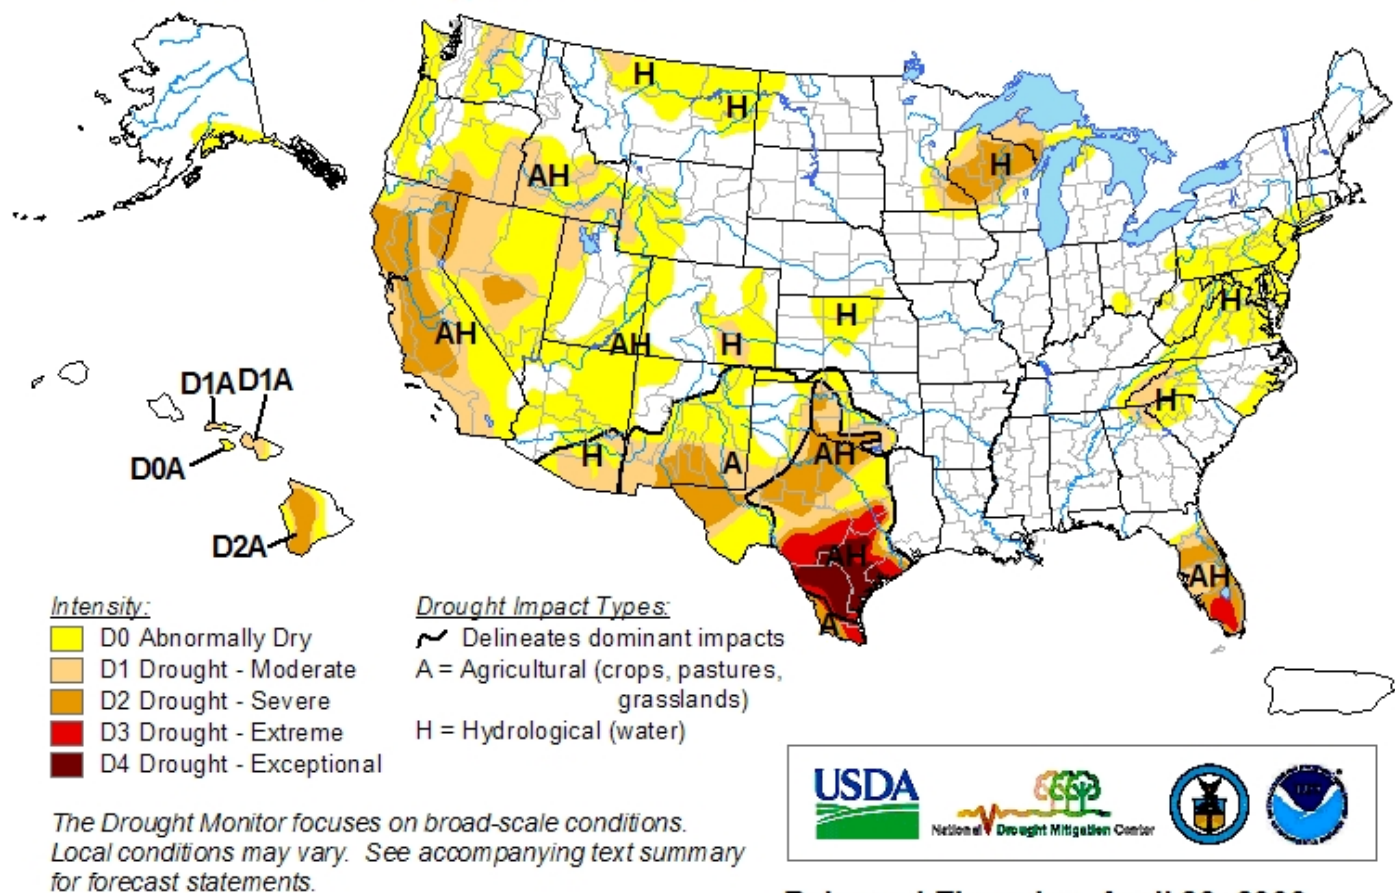 H
H
H
AH
D1A
D1A
AH
AH
H
H
H
H
D0A
H
A
AH
D2A
AH
AH
A
Intensity:
D0 Abnormally Dry
D1 Drought - Moderate
D2 Drought - Severe
D3 Drought - Extreme
D4 Drought - Exceptional
Drought Impact Types:
Delineates dominant impacts
A = Agricultural (crops, pastures,
grasslands)
H = Hydrological (water)
USDA
National Drought Mitigation Center
The Drought Monitor focuses on broad-scale conditions.
Local conditions may vary. See accompanying text summary
for forecast statements.